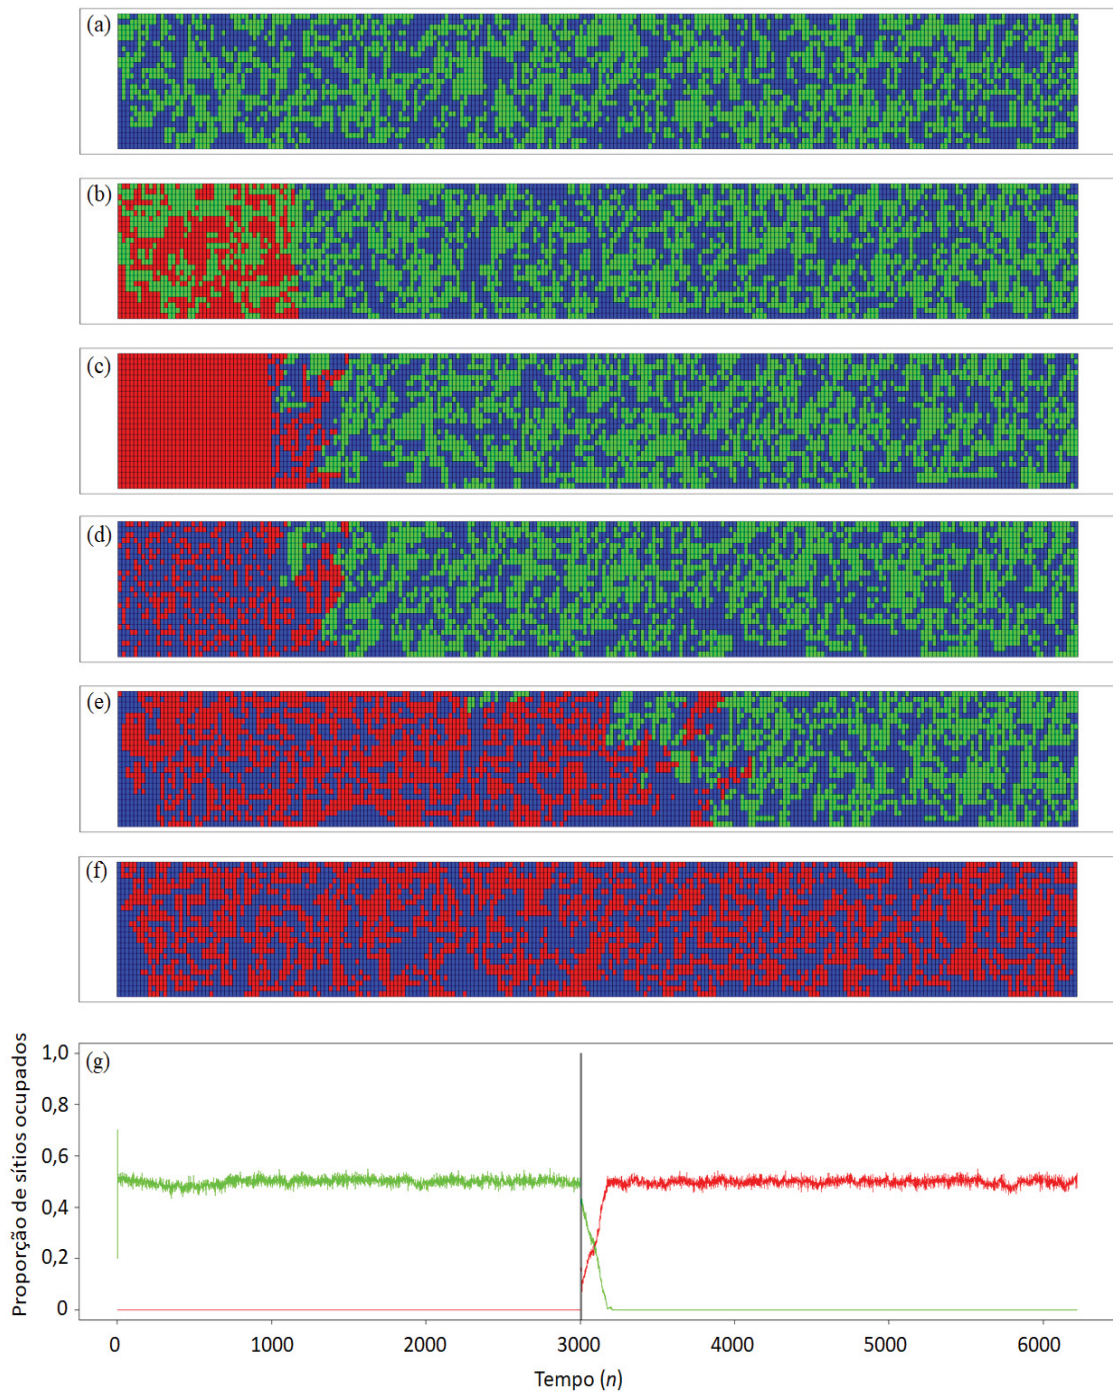 (a)
(b)
(c)
(d)
(e)
(f)
(g)
Proporção de sítios ocupados
1,0
0,8
0,6
0,4
0,2
0
0 1000 2000 3000 4000 5000 6000
Tempo (n)